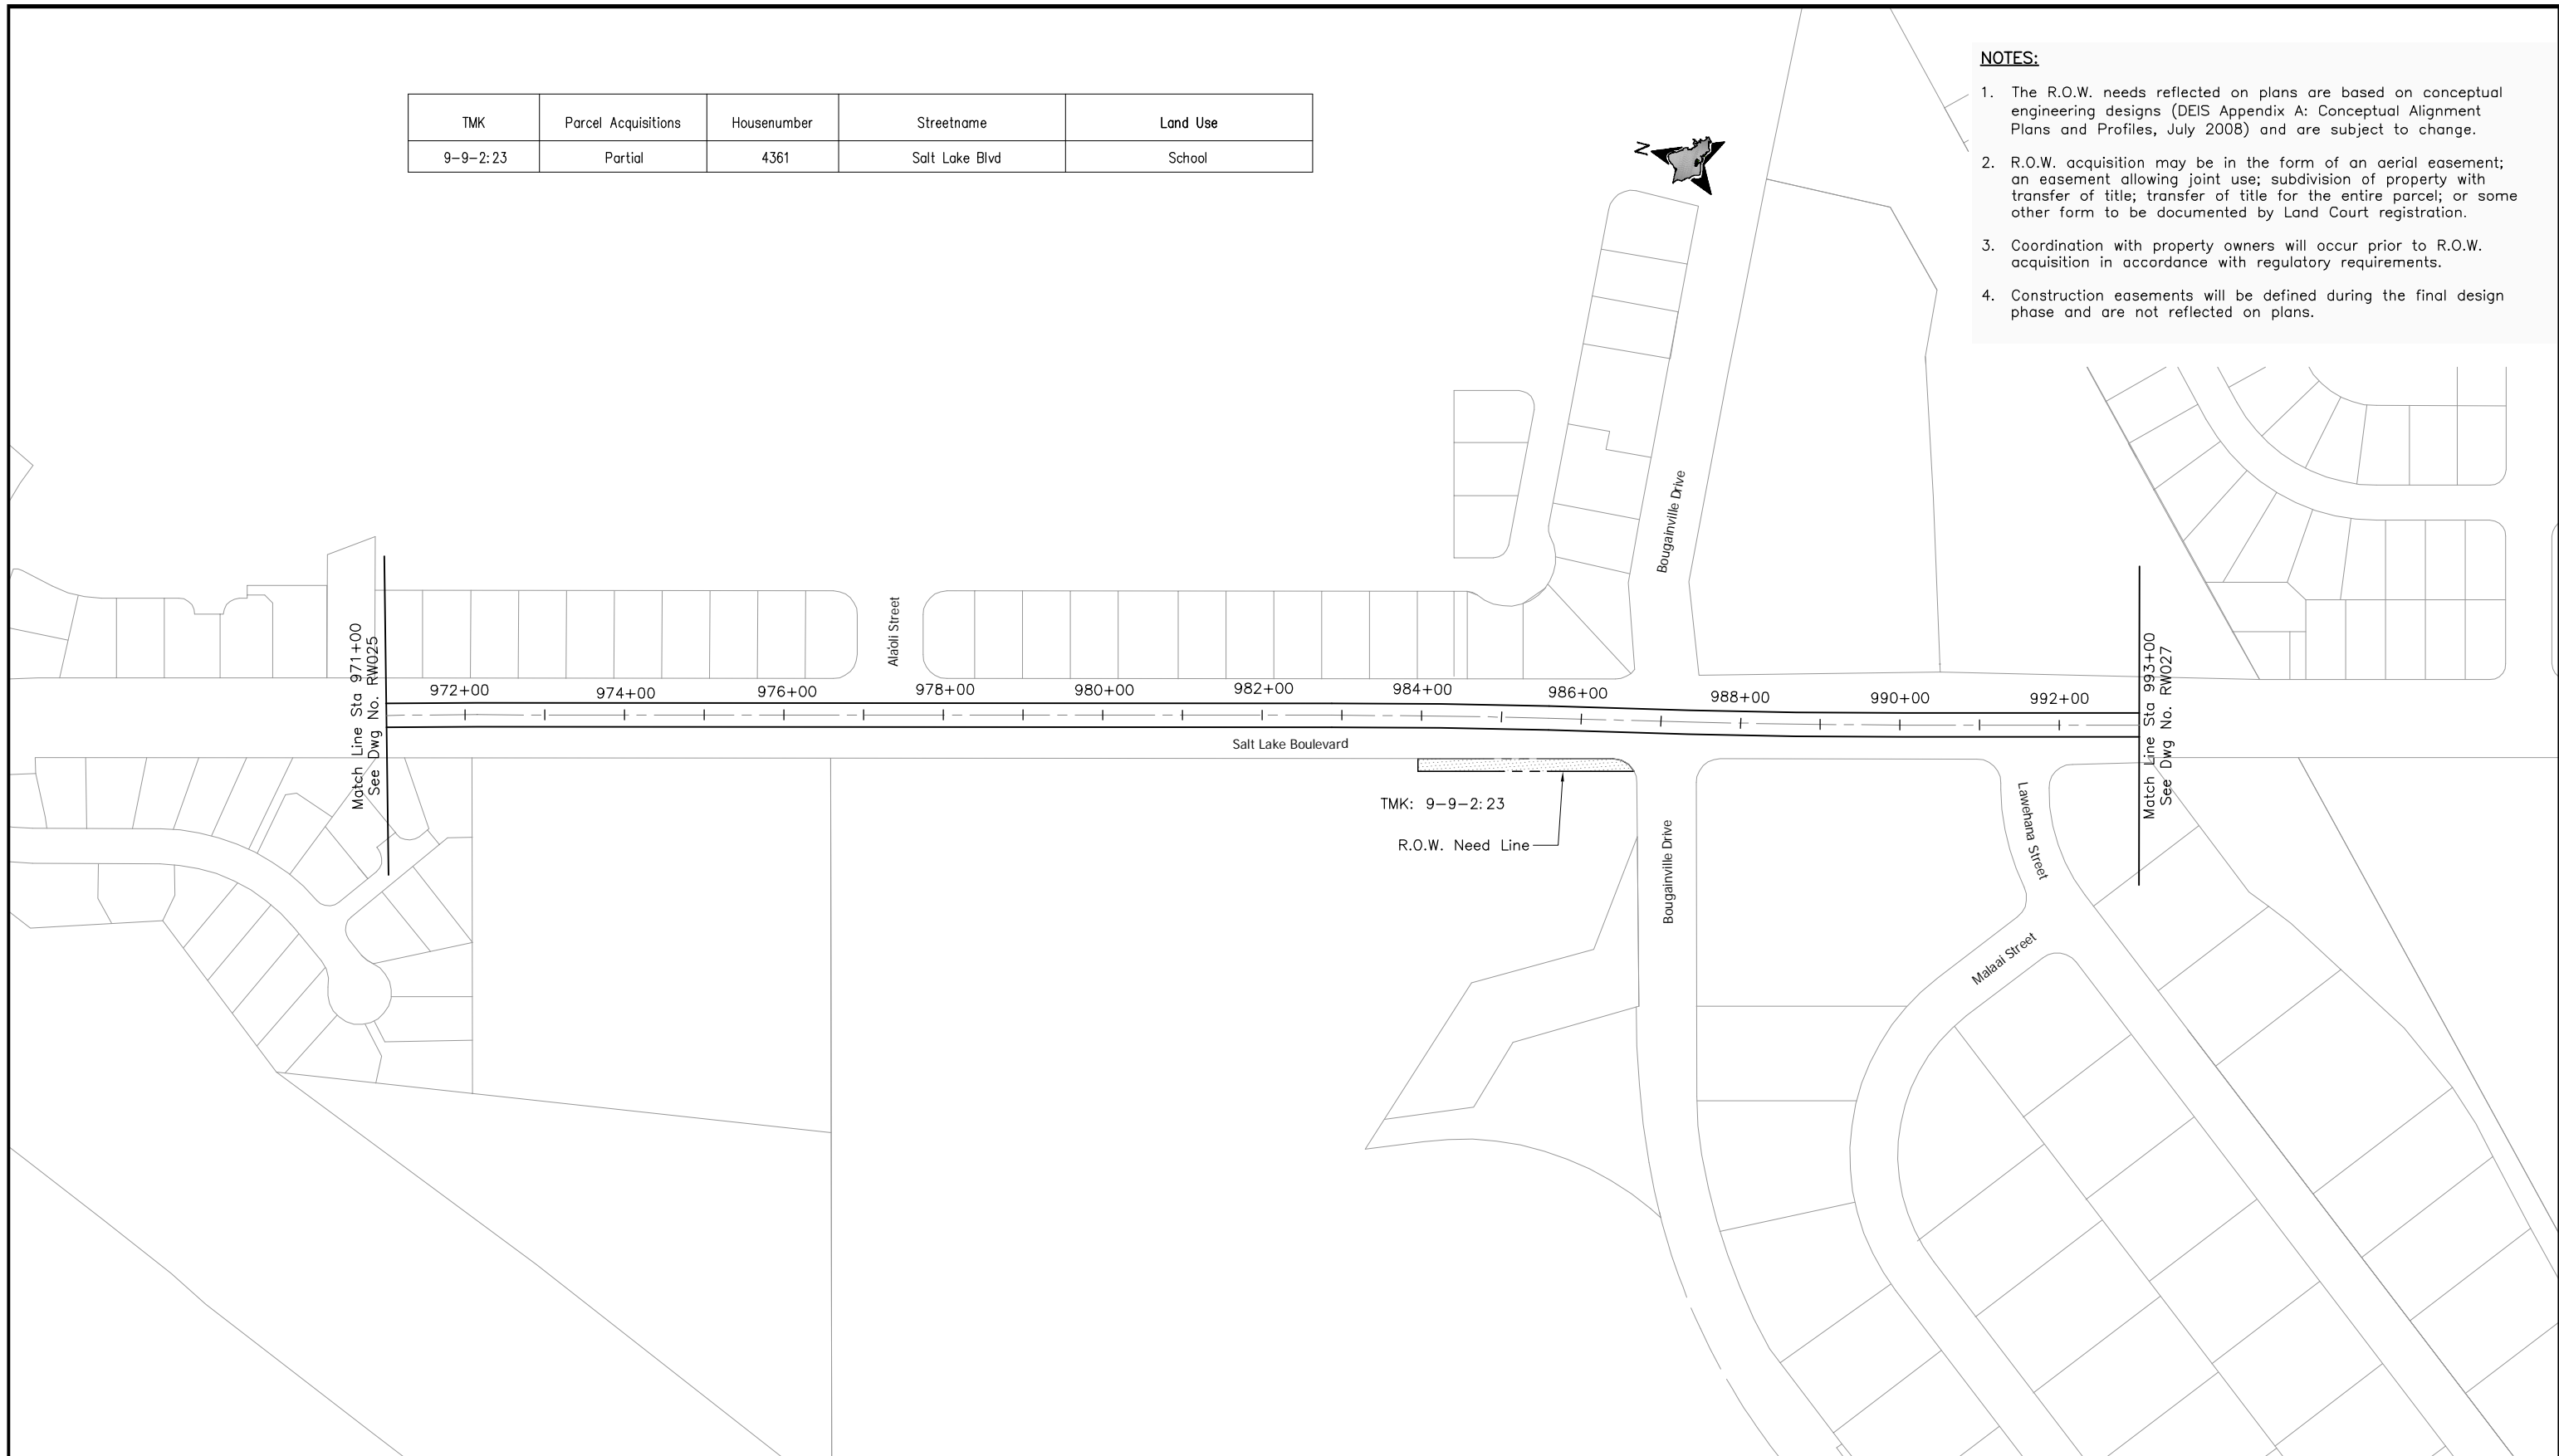 TMK Parcel Acquisitions Housenumber Streetname Land Use
9-9-2:23 Partial 4361 Salt Lake Blvd School
N
NOTES:
1. The R.O.W. needs reflected on plans are based on conceptual
engineering designs (DEIS Appendix A: Conceptual Alignment
Plans and Profiles, July 2008) and are subject to change.
2. R.O.W. acquisition may be in the form of an aerial easement;
an easement allowing joint use; subdivision of property with
transfer of title; transfer of title for the entire parcel; or some
other form to be documented by Land Court registration.
3. Coordination with property owners will occur prior to R.O.W.
acquisition in accordance with regulatory requirements.
4. Construction easements will be defined during the final design
phase and are not reflected on plans.
Bougainville Drive
Ala'oli Street
Match Line Sta 971+00
See Dwg No. RW025
972+00
974+00
976+00
978+00
980+00
982+00
984+00
986+00
988+00
990+00
992+00
Match Line Sta 993+00
See Dwg No. RW027
Salt Lake Boulevard
TMK: 9-9-2:23
R.O.W. Need Line
Bougainville Drive
Lawehana Street
Malaai Street